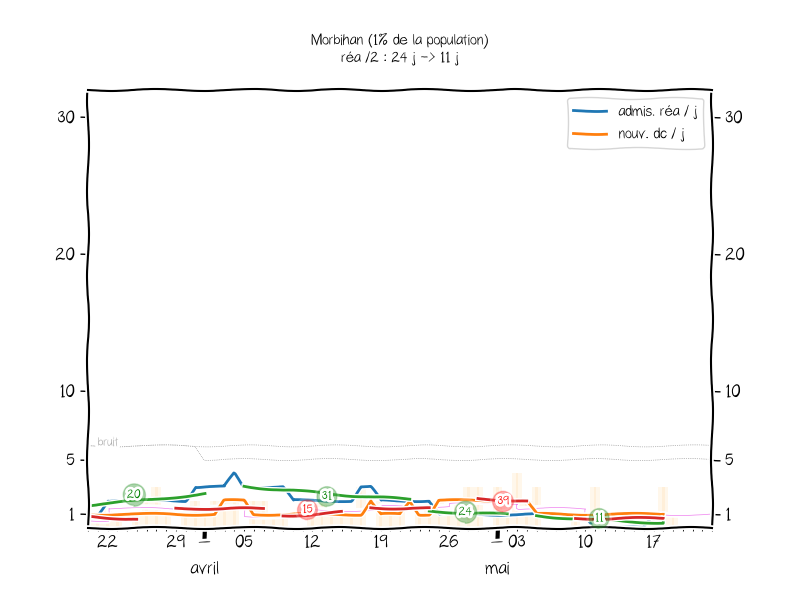 Morbihan (1% de la population)
réa /2 : 24 j -> 11 j
admis. réa / j
nouv. dc / j
30 30
20 20
10 10
bruit
5 5
1 1
20 31 15 24 39 11
22 29 05 12 19 26 03 10 17
avril mai